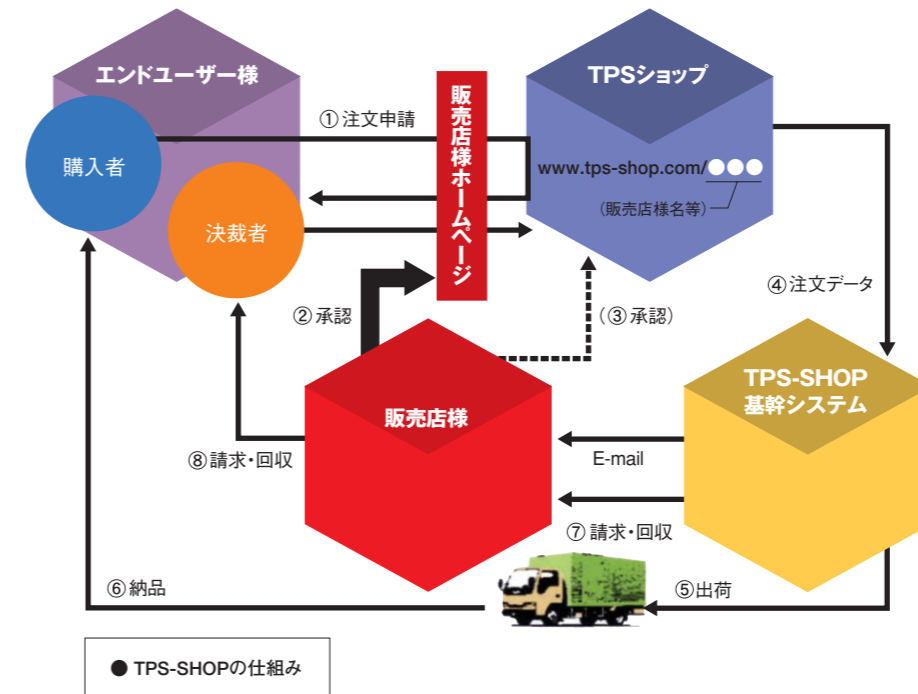 エンドユーザー様
TPSショップ
購入者
①注文申請
販売店様ホームページ
www.tps-shop.com/●●●
(販売店様名等)
決裁者
②承認
(③承認)
④注文データ
TPS-SHOP
基幹システム
販売店様
⑧請求・回収
E-mail
⑦請求・回収
⑥納品
⑤出荷
● TPS-SHOPの仕組み